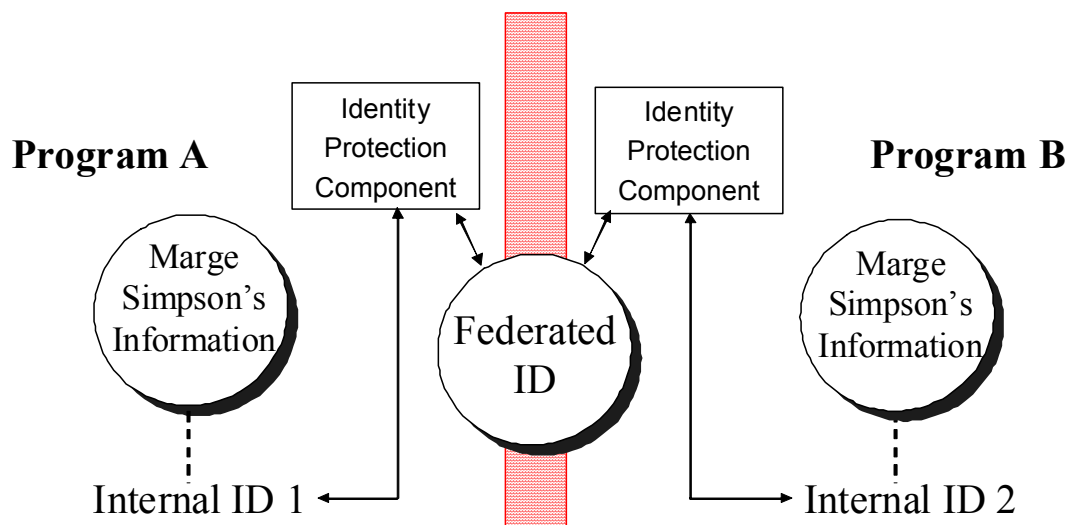 Program A
Identity
Protection
Component
Identity
Protection
Component
Program B
Marge
Simpson's
Information
Federated
ID
Marge
Simpson's
Information
Internal ID 1
Internal ID 2